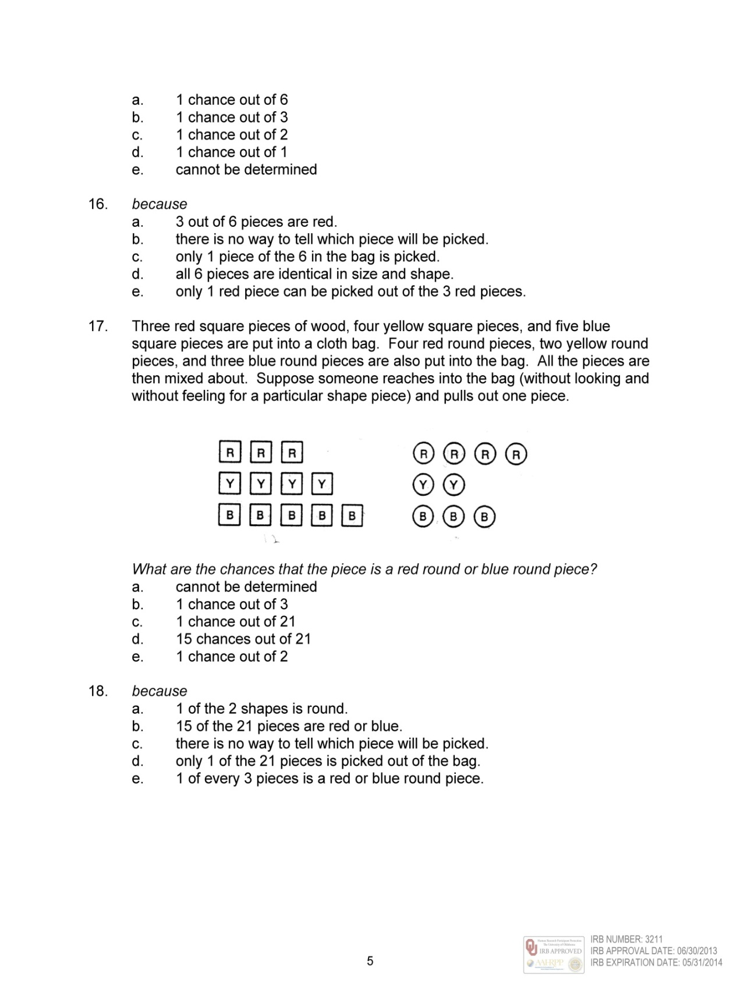 a. 1 chance out of 6
b. 1 chance out of 3
c. 1 chance out of 2
d. 1 chance out of 1
e. cannot be determined
16. because
a. 3 out of 6 pieces are red.
b. there is no way to tell which piece will be picked.
c. only 1 piece of the 6 in the bag is picked.
d. all 6 pieces are identical in size and shape.
e. only 1 red piece can be picked out of the 3 red pieces.
17. Three red square pieces of wood, four yellow square pieces, and five blue
square pieces are put into a cloth bag. Four red round pieces, two yellow round
pieces, and three blue round pieces are also put into the bag. All the pieces are
then mixed about. Suppose someone reaches into the bag (without looking and
without feeling for a particular shape piece) and pulls out one piece.
R R R R R R R
Y Y Y Y Y Y
B B B B B B B B
What are the chances that the piece is a red round or blue round piece?
a. cannot be determined
b. 1 chance out of 3
c. 1 chance out of 21
d. 15 chances out of 21
e. 1 chance out of 2
18. because
a. 1 of the 2 shapes is round.
b. 15 of the 21 pieces are red or blue.
c. there is no way to tell which piece will be picked.
d. only 1 of the 21 pieces is picked out of the bag.
e. 1 of every 3 pieces is a red or blue round piece.
5
Human Research Participant Protection
The University of Oklahoma
IRB APPROVED
AAHRPP
IRB NUMBER: 3211
IRB APPROVAL DATE: 06/30/2013
IRB EXPIRATION DATE: 05/31/2014